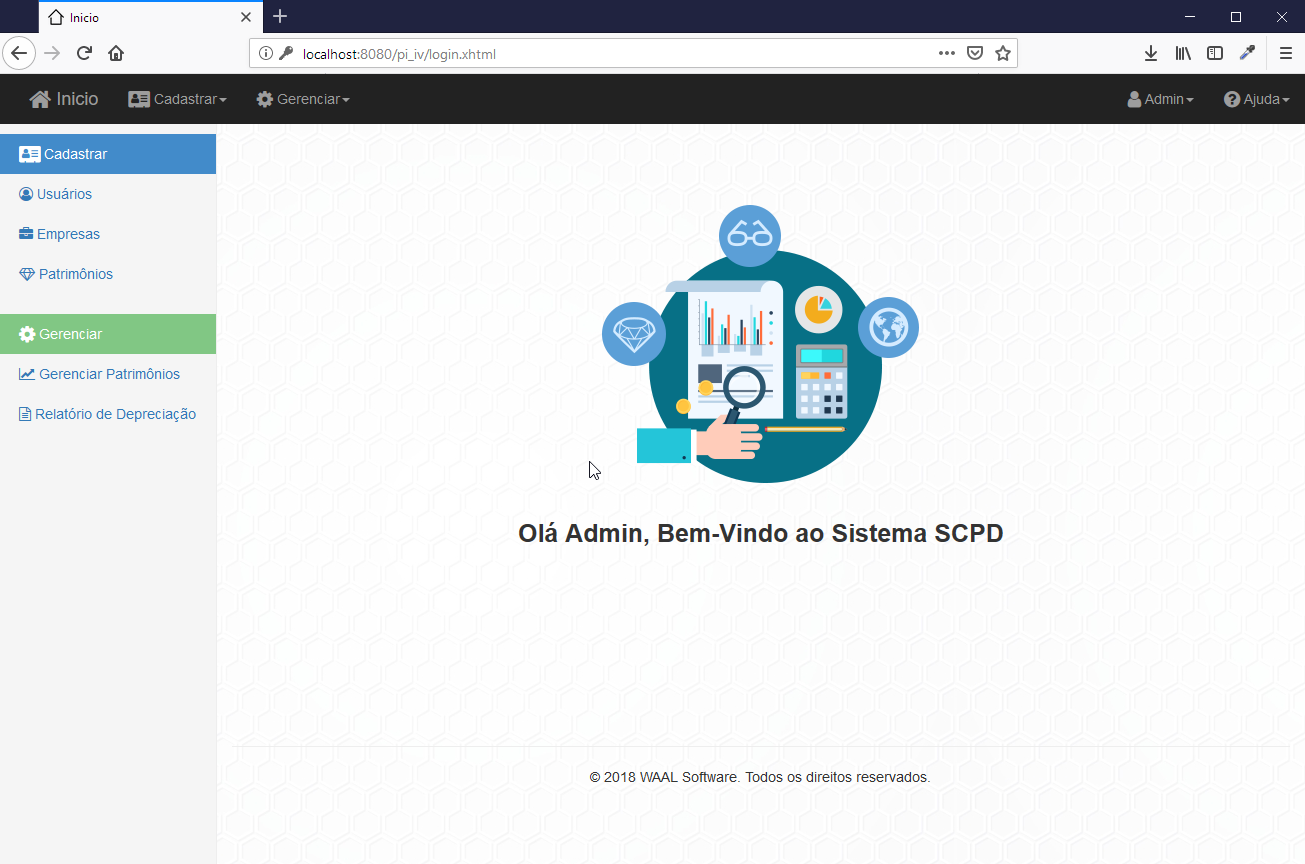 Inicio
localhost:8080/pi_iv/login.xhtml
Inicio Cadastrar Gerenciar Admin Ajuda
Cadastrar
Usuários
Empresas
Patrimônios
Gerenciar
Gerenciar Patrimônios
Relatório de Depreciação
Olá Admin, Bem-Vindo ao Sistema SCPD
© 2018 WAAL Software. Todos os direitos reservados.